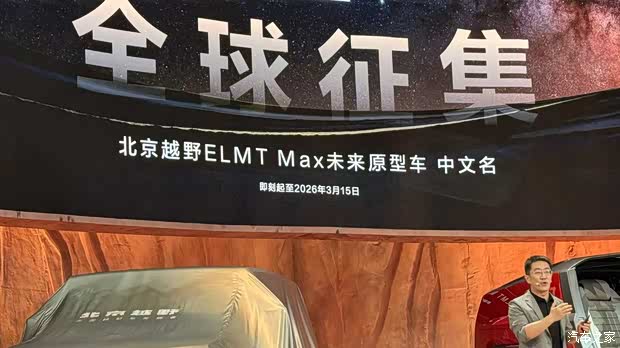 全球征集
北京越野ELMT Max未来原型车 中文名
即刻起至2026年3月15日
北京越野
汽车之家